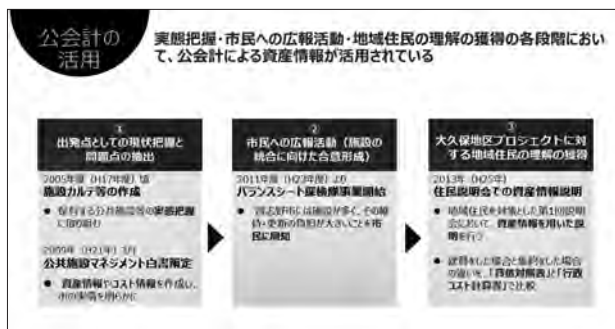 公会計の
活用
実態把握・市民への広報活動・地域住民の理解の獲得の各段階におい
て、公会計による資産情報が活用されている
①
出発点としての現状把握と
問題点の抽出
2005年度（H17年度）頃
施設カルテ等の作成
● 保有する公共施設等の実態把握
に取り組む
2009年（H21年）3月
公共施設マネジメント白書策定
● 資産情報やコスト情報を作成し、
市の実情を明らかに
②
市民への広報活動（施設の
統合に向けた合意形成）
2011年度（H23年度）より
バランスシート探検隊事業開始
● 習志野市には施設が多く、その維
持・更新の負担が大きいことを市
民に周知
③
大久保地区プロジェクトに対
する地域住民の理解の獲得
2013年（H25年）
住民説明会での資産情報説明
● 地域住民を対象とした第1回説明
会において、資産情報を用いた説
明を行う
● 建替をした場合と集約をした場合
の違いを、「貸借対照表」と「行政
コスト計算書」で比較